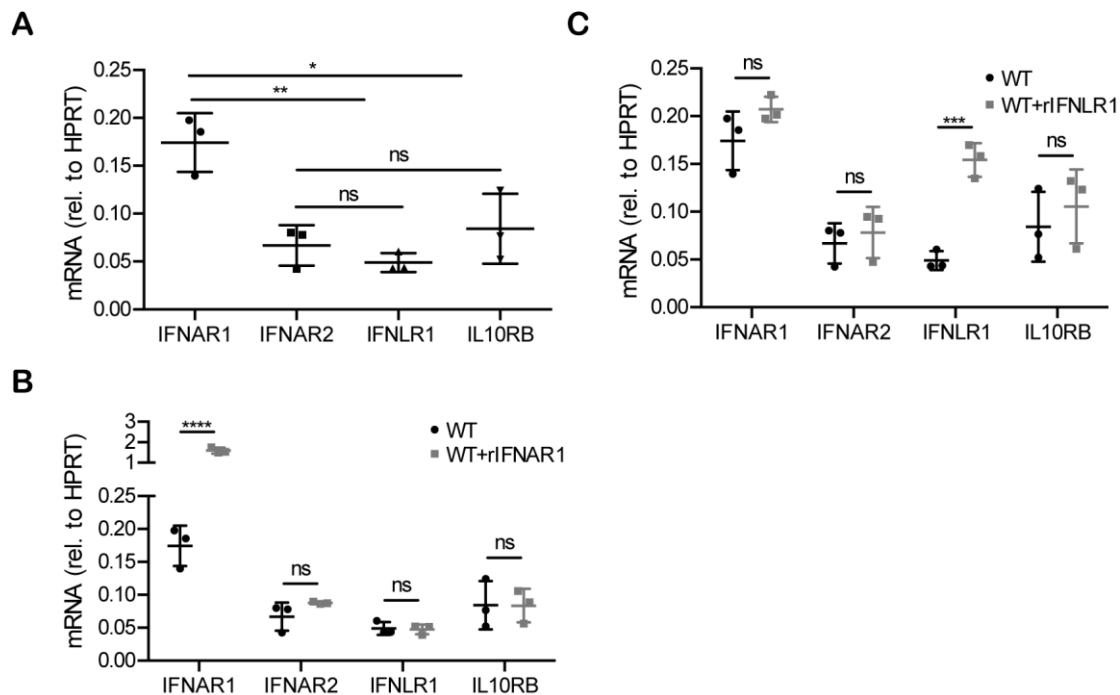 A
mRNA (rel. to HPRT)
0.25
0.20
0.15
0.10
0.05
0.00
*
**
ns
ns
IFNAR1 IFNAR2 IFNLR1 IL10RB
C
mRNA (rel. to HPRT)
0.25
0.20
0.15
0.10
0.05
0.00
WT
WT+rIFNLR1
ns
ns
***
ns
IFNAR1 IFNAR2 IFNLR1 IL10RB
B
mRNA (rel. to HPRT)
3
2
1
0.25
0.20
0.15
0.10
0.05
0.00
WT
WT+rIFNAR1
****
ns
ns
ns
IFNAR1 IFNAR2 IFNLR1 IL10RB